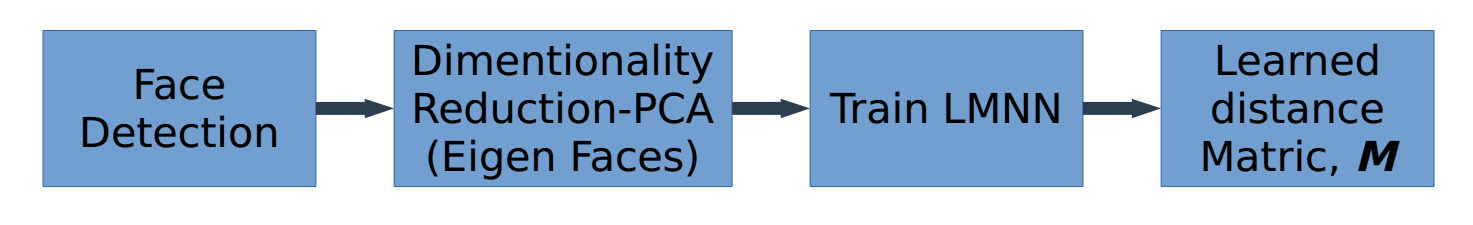 Face
Detection
Dimentionality
Reduction-PCA
(Eigen Faces)
Train LMNN
Learned
distance
Matric, M